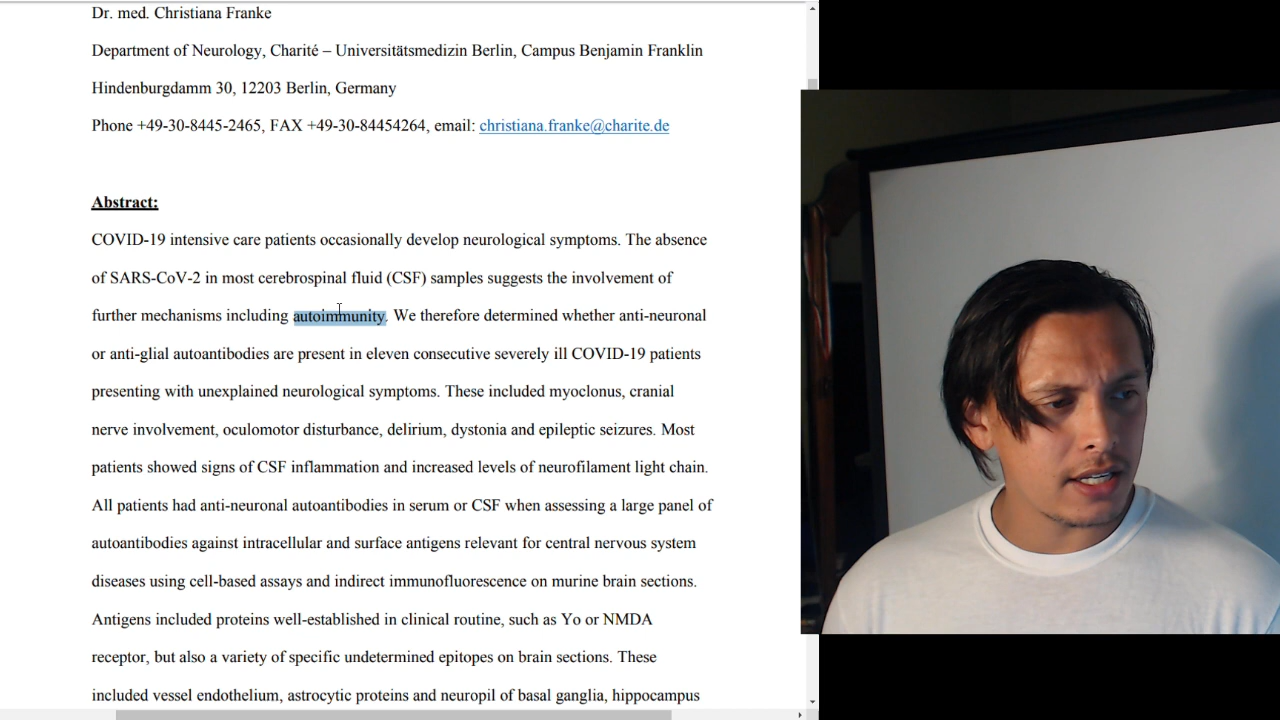 Dr. med. Christiana Franke
Department of Neurology, Charité – Universitätsmedizin Berlin, Campus Benjamin Franklin
Hindenburgdamm 30, 12203 Berlin, Germany
Phone +49-30-8445-2465, FAX +49-30-84454264, email: christiana.franke@charite.de
Abstract:
COVID-19 intensive care patients occasionally develop neurological symptoms. The absence
of SARS-CoV-2 in most cerebrospinal fluid (CSF) samples suggests the involvement of
further mechanisms including autoimmunity. We therefore determined whether anti-neuronal
or anti-glial autoantibodies are present in eleven consecutive severely ill COVID-19 patients
presenting with unexplained neurological symptoms. These included myoclonus, cranial
nerve involvement, oculomotor disturbance, delirium, dystonia and epileptic seizures. Most
patients showed signs of CSF inflammation and increased levels of neurofilament light chain.
All patients had anti-neuronal autoantibodies in serum or CSF when assessing a large panel of
autoantibodies against intracellular and surface antigens relevant for central nervous system
diseases using cell-based assays and indirect immunofluorescence on murine brain sections.
Antigens included proteins well-established in clinical routine, such as Yo or NMDA
receptor, but also a variety of specific undetermined epitopes on brain sections. These
included vessel endothelium, astrocytic proteins and neuropil of basal ganglia, hippocampus